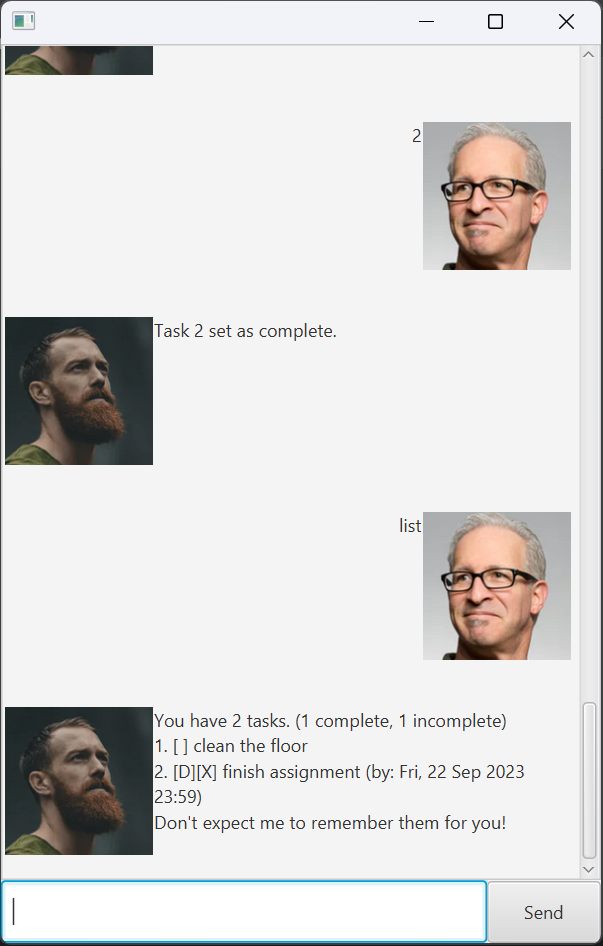 2
Task 2 set as complete.
list
You have 2 tasks. (1 complete, 1 incomplete)
1. [ ] clean the floor
2. [D][X] finish assignment (by: Fri, 22 Sep 2023
23:59)
Don't expect me to remember them for you!
Send